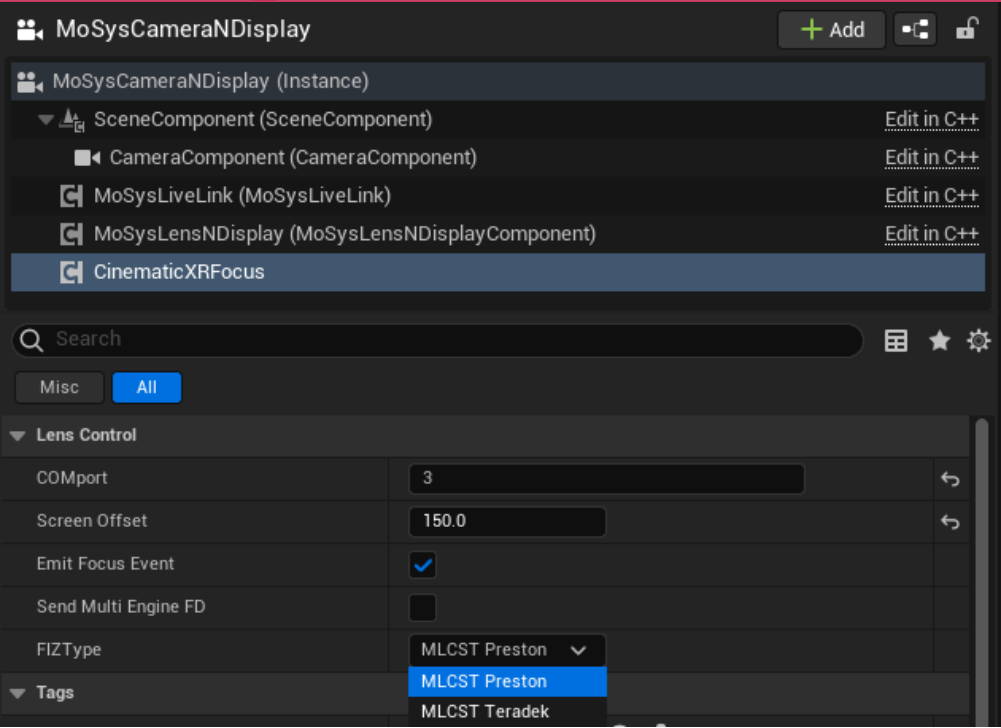 MoSysCameraNDisplay
Add
MoSysCameraNDisplay (Instance)
SceneComponent (SceneComponent) Edit in C++
CameraComponent (CameraComponent) Edit in C++
MoSysLiveLink (MoSysLiveLink) Edit in C++
MoSysLensNDisplay (MoSysLensNDisplayComponent) Edit in C++
CinematicXRFocus
Search
Misc All
Lens Control
COMport 3
Screen Offset 150.0
Emit Focus Event
Send Multi Engine FD
FIZType MLCST Preston
MLCST Preston
Tags
MLCST Teradek